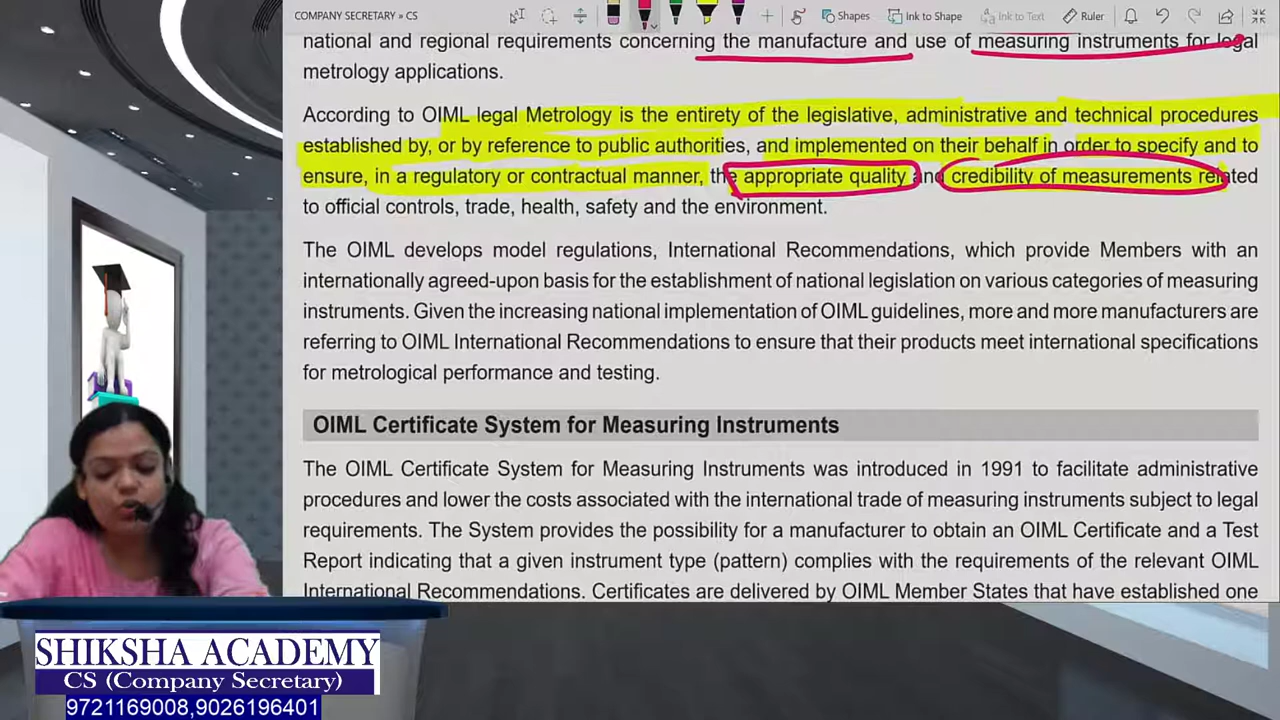 COMPANY SECRETARY » CS
Shapes
Ink to Shape
Ink to Text
Ruler
national and regional requirements concerning the manufacture and use of measuring instruments for legal
metrology applications.
According to OIML legal Metrology is the entirety of the legislative, administrative and technical procedures
established by, or by reference to public authorities, and implemented on their behalf in order to specify and to
ensure, in a regulatory or contractual manner, the appropriate quality and credibility of measurements related
to official controls, trade, health, safety and the environment.
The OIML develops model regulations, International Recommendations, which provide Members with an
internationally agreed-upon basis for the establishment of national legislation on various categories of measuring
instruments. Given the increasing national implementation of OIML guidelines, more and more manufacturers are
referring to OIML International Recommendations to ensure that their products meet international specifications
for metrological performance and testing.
OIML Certificate System for Measuring Instruments
The OIML Certificate System for Measuring Instruments was introduced in 1991 to facilitate administrative
procedures and lower the costs associated with the international trade of measuring instruments subject to legal
requirements. The System provides the possibility for a manufacturer to obtain an OIML Certificate and a Test
Report indicating that a given instrument type (pattern) complies with the requirements of the relevant OIML
International Recommendations. Certificates are delivered by OIML Member States that have established one
SHIKSHA ACADEMY
CS (Company Secretary)
9721169008,9026196401